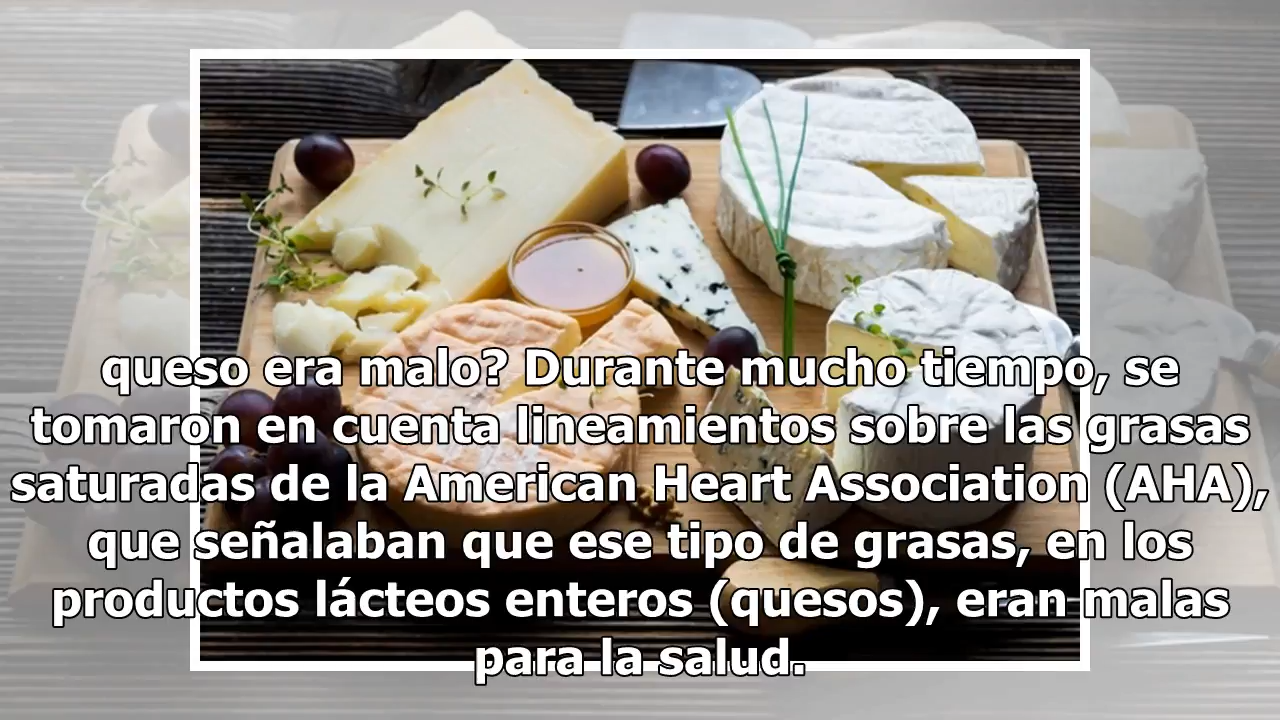 queso era malo? Durante mucho tiempo, se
tomaron en cuenta lineamientos sobre las grasas
saturadas de la American Heart Association (AHA),
que señalaban que ese tipo de grasas, en los
productos lácteos enteros (quesos), eran malas
para la salud.